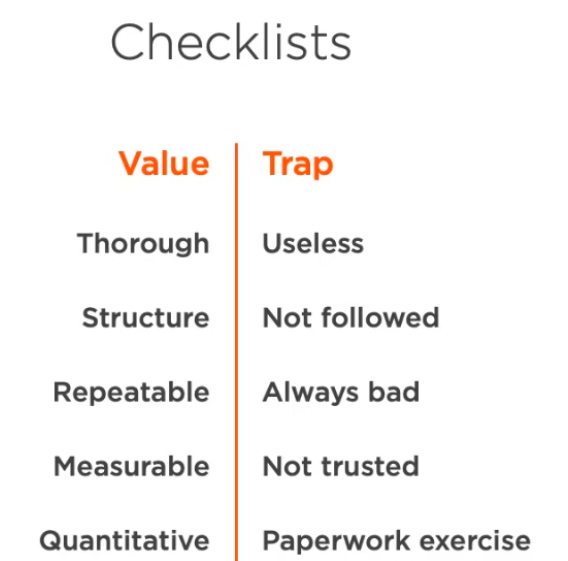 Checklists
Value Trap
Thorough Useless
Structure Not followed
Repeatable Always bad
Measurable Not trusted
Quantitative Paperwork exercise